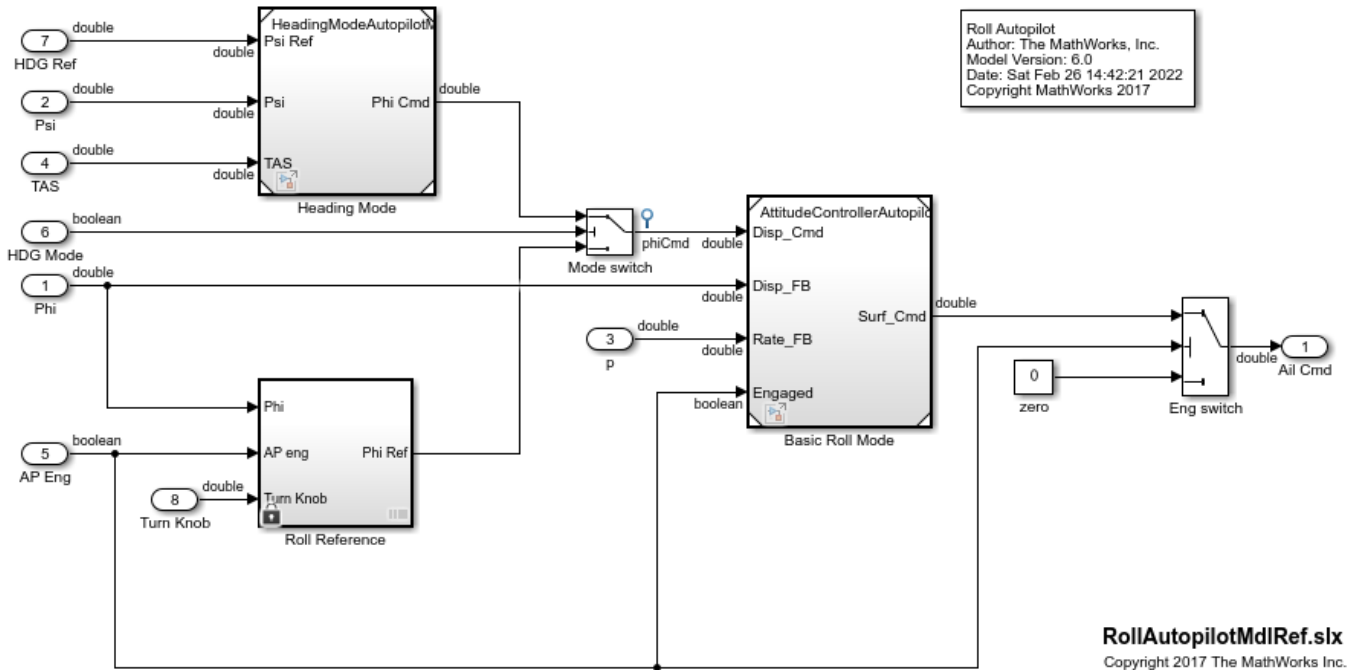 double
7
HDG Ref
double
2
Psi
double
4
TAS
boolean
6
HDG Mode
double
1
Phi
boolean
5
AP Eng
double
8
Turn Knob
HeadingModeAutopilotM
double
Psi Ref
double
Psi
Phi Cmd
double
double
TAS
Heading Mode
Phi
AP eng
Phi Ref
Turn Knob
Roll Reference
phiCmd
Mode switch
double
3
p
AttitudeControllerAutopilo
double
Disp_Cmd
double
Disp_FB
Surf_Cmd
double
double
Rate_FB
boolean
Engaged
Basic Roll Mode
0
zero
Eng switch
double
1
Ail Cmd
Roll Autopilot
Author: The MathWorks, Inc.
Model Version: 6.0
Date: Sat Feb 26 14:42:21 2022
Copyright MathWorks 2017
RollAutopilotMdlRef.slx
Copyright 2017 The MathWorks Inc.